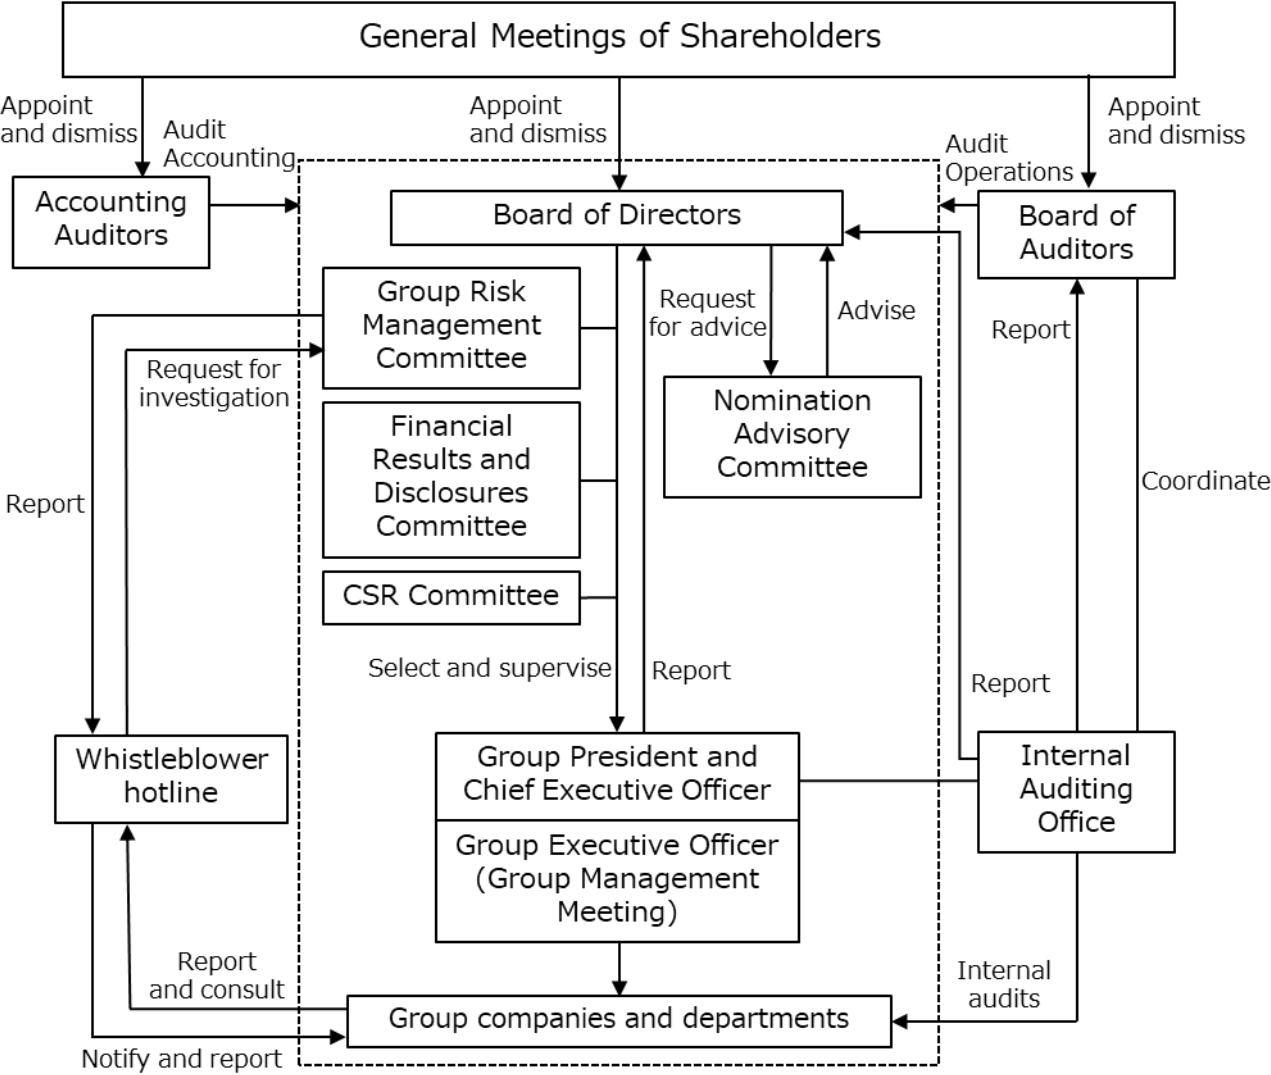 General Meetings of Shareholders
Appoint
and dismiss
Audit
Accounting
Appoint
and dismiss
Appoint
and dismiss
Audit
Operations
Accounting
Auditors
Board of Directors
Board of
Auditors
Group Risk
Management
Committee
Request
for advice
Advise
Report
Request for
investigation
Nomination
Advisory
Committee
Financial
Results and
Disclosures
Committee
Coordinate
Report
CSR Committee
Select and supervise
Report
Report
Whistleblower
hotline
Group President and
Chief Executive Officer
Internal
Auditing
Office
Group Executive Officer
(Group Management
Meeting)
Report
and consult
Internal
audits
Group companies and departments
Notify and report